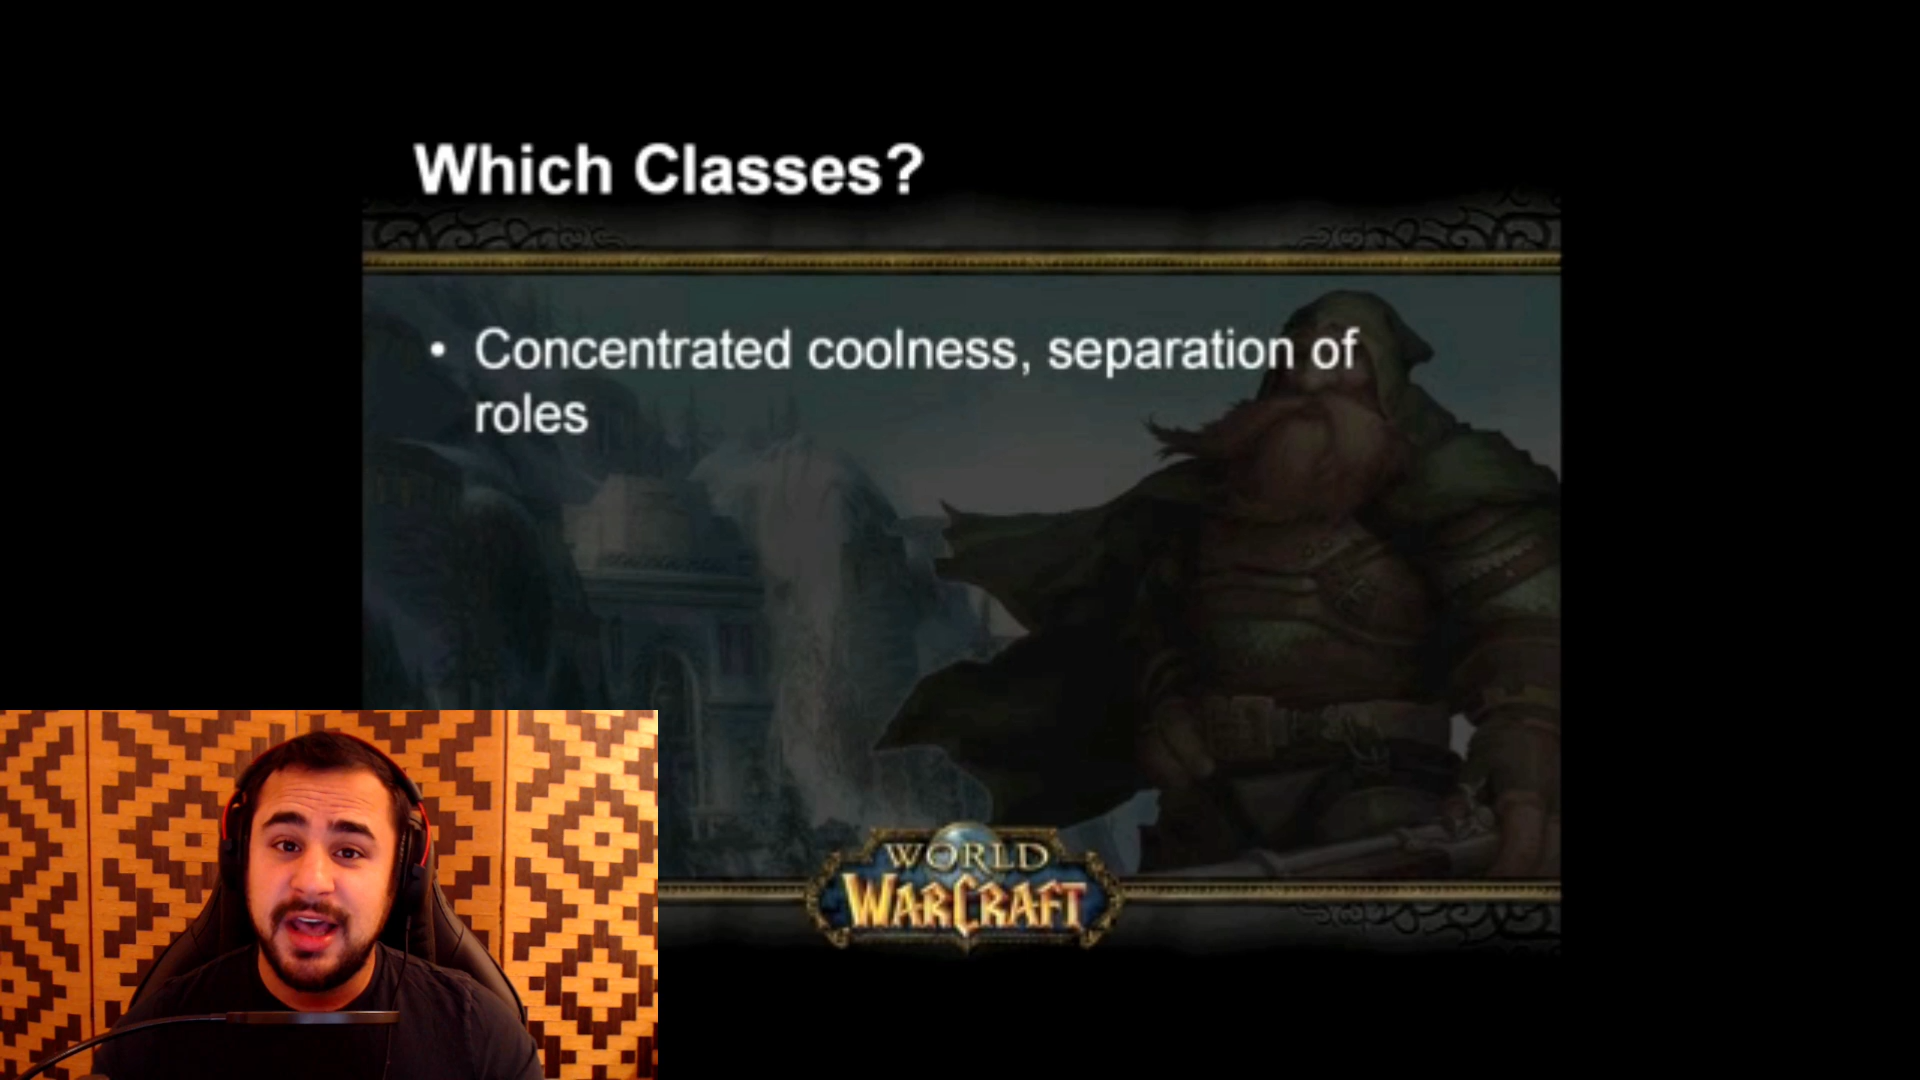 Which Classes?
• Concentrated coolness, separation of
roles
WORLD
WARCRAFT